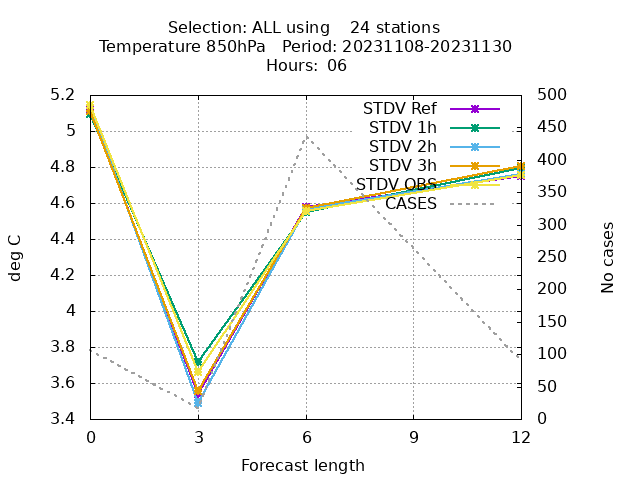 Selection: ALL using    24 stations
Temperature 850hPa   Period: 20231108-20231130
Hours: 06
5.2
5
4.8
4.6
4.4
4.2
4
3.8
3.6
3.4
deg C
STDV Ref
STDV 1h
STDV 2h
STDV 3h
STDV OBS
CASES
500
450
400
350
300
250
200
150
100
50
0
No cases
0
3
6
9
12
Forecast length